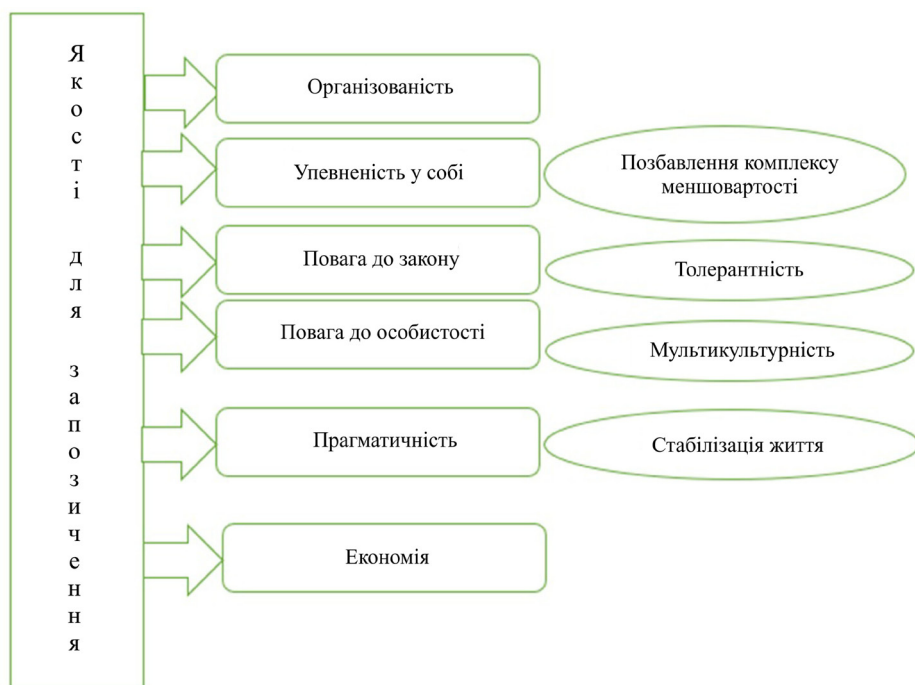 Якості для запозичення
Організованість
Упевненість у собі
Позбавлення комплексу
меншовартості
Повага до закону
Толерантність
Повага до особистості
Мультикультурність
Прагматичність
Стабілізація життя
Економія